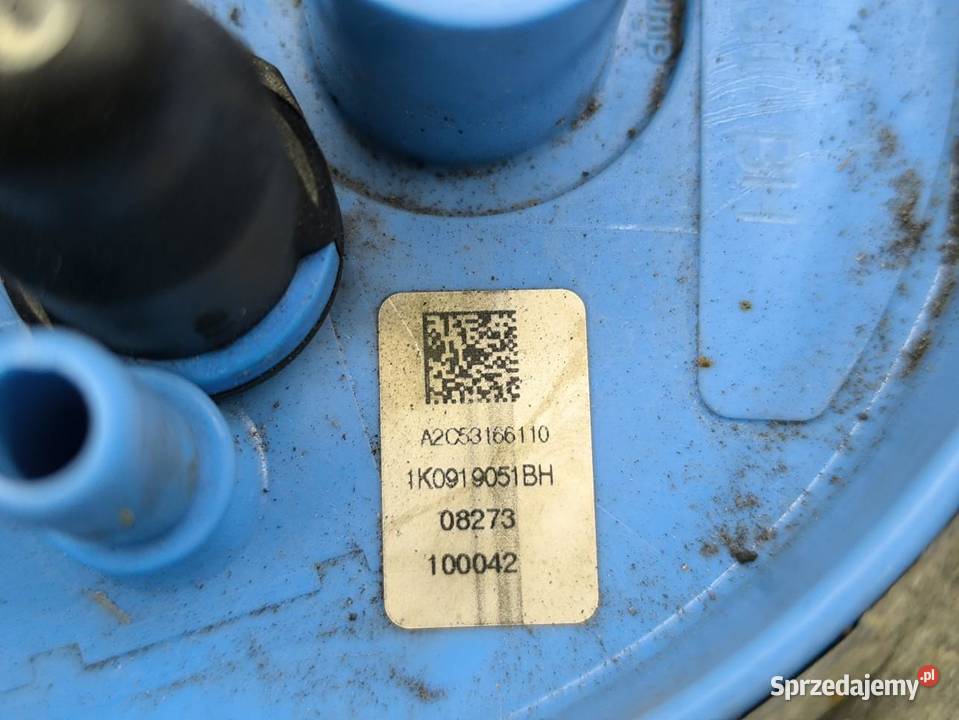 A2C53166110
1K0919051BH
08273
100042
Sprzedajemy.pl